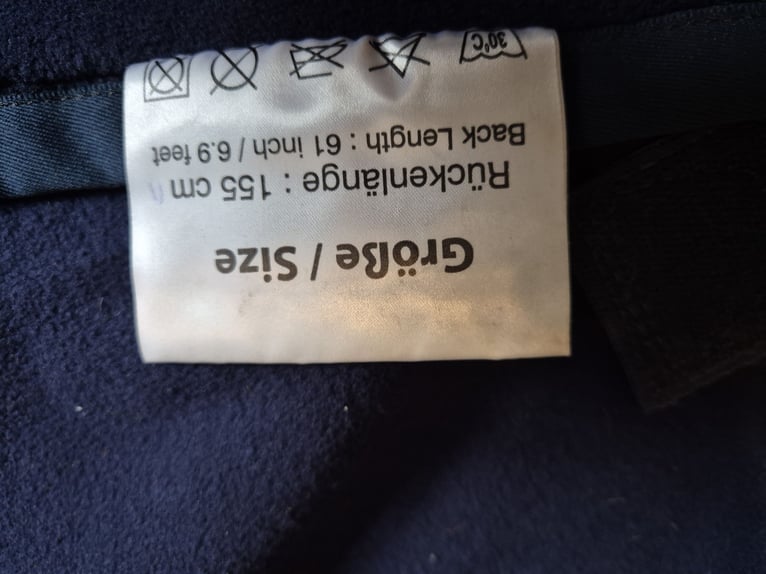 Größe / Size
Rückenlänge : 155 cm
Back Length : 61 inch / 6.9 feet
30°C